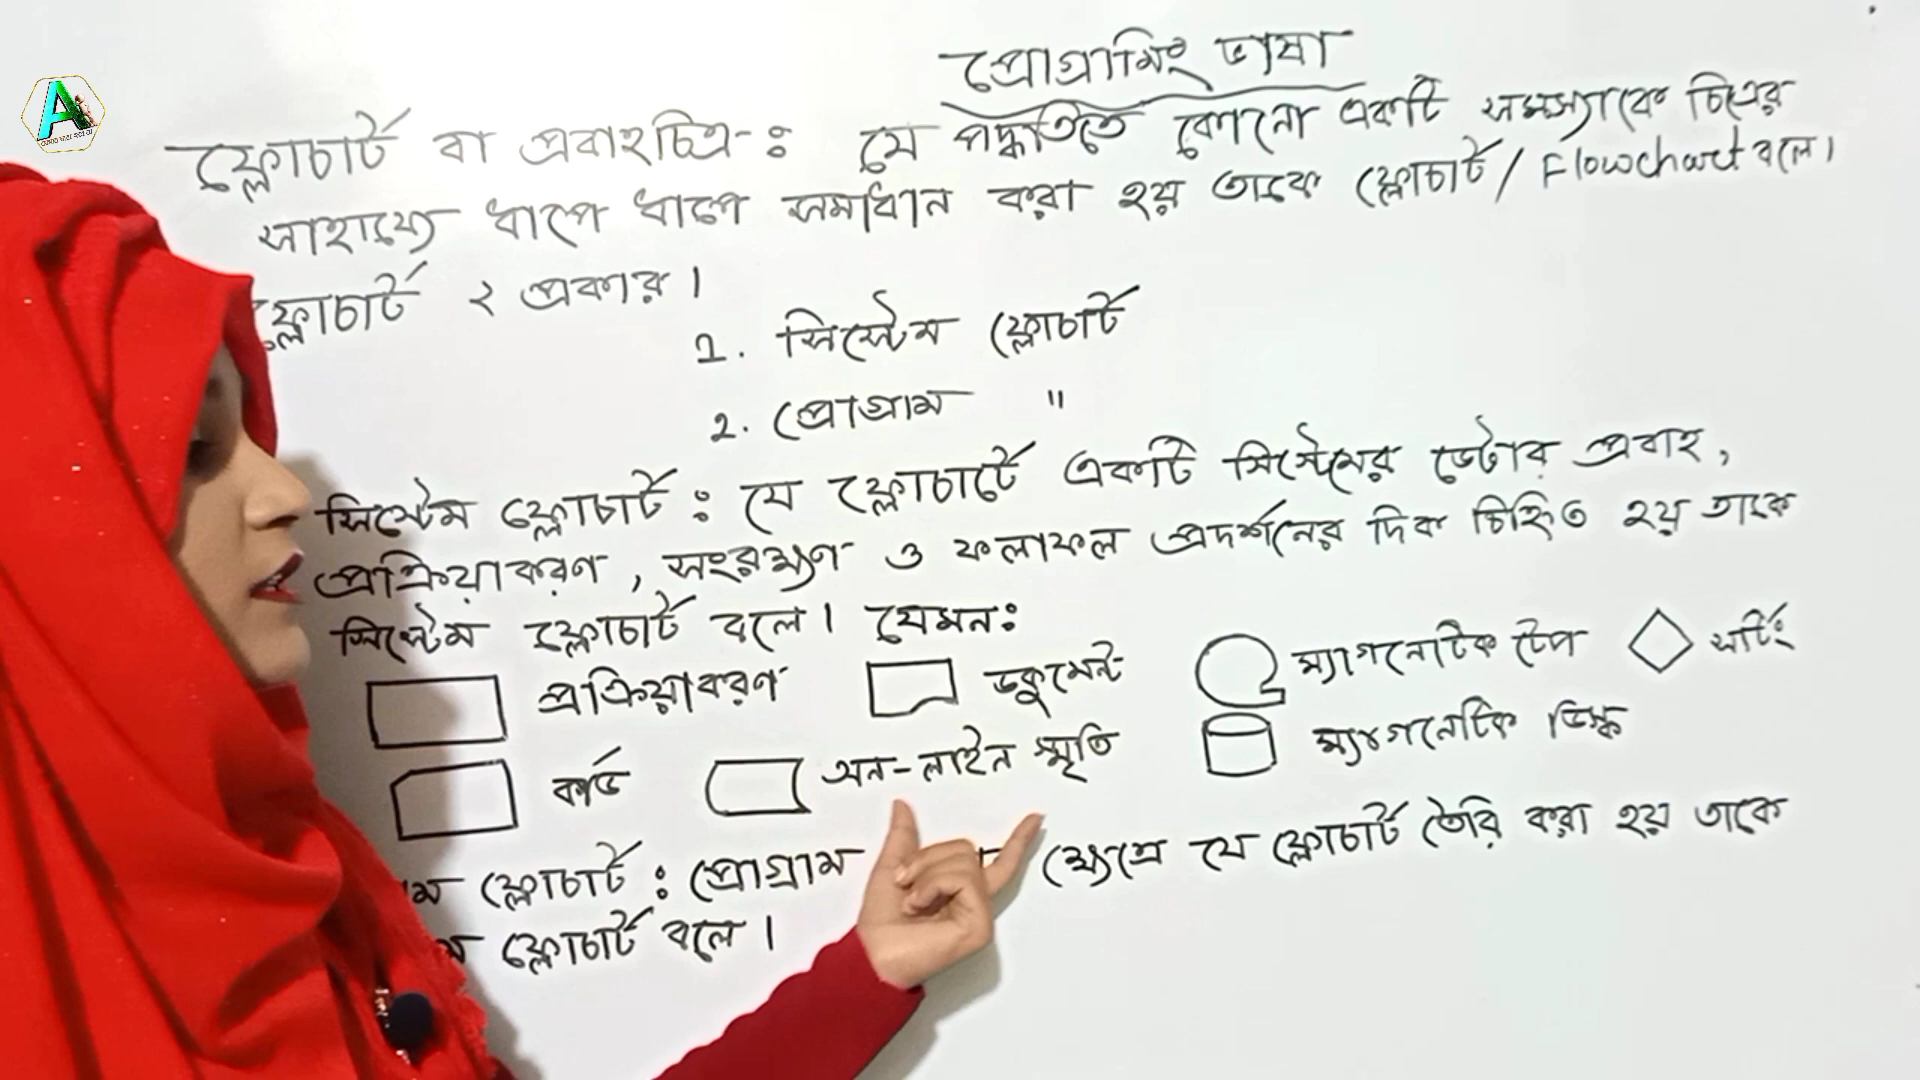 প্রোগ্রামিং ভাষা
ফ্লোচার্ট বা প্রবাহচিত্র-ঃ যে পদ্ধতিতে কোনো একটি সমস্যাকে চিত্রের
সাহায্যে ধাপে ধাপে সমাধান করা হয় তাকে ফ্লোচার্ট / Flowchart বলে।
ফ্লোচার্ট ২ প্রকার।
১. সিস্টেম ফ্লোচার্ট
২. প্রোগ্রাম "
সিস্টেম ফ্লোচার্ট ঃ যে ফ্লোচার্টে একটি সিস্টেমের ডেটার প্রবাহ,
প্রক্রিয়াকরণ, সংরক্ষণ ও ফলাফল প্রদর্শনের দিক চিহ্নিত হয় তাকে
সিস্টেম ফ্লোচার্ট বলে। যেমনঃ
প্রক্রিয়াকরণ ডকুমেন্ট ম্যাগনেটিক টেপ সর্টিং
কার্ড অন-লাইন স্মৃতি ম্যাগনেটিক ডিস্ক
ম ফ্লোচার্ট ঃ প্রোগ্রাম ক্ষেত্রে যে ফ্লোচার্ট তৈরি করা হয় তাকে
ম ফ্লোচার্ট বলে।